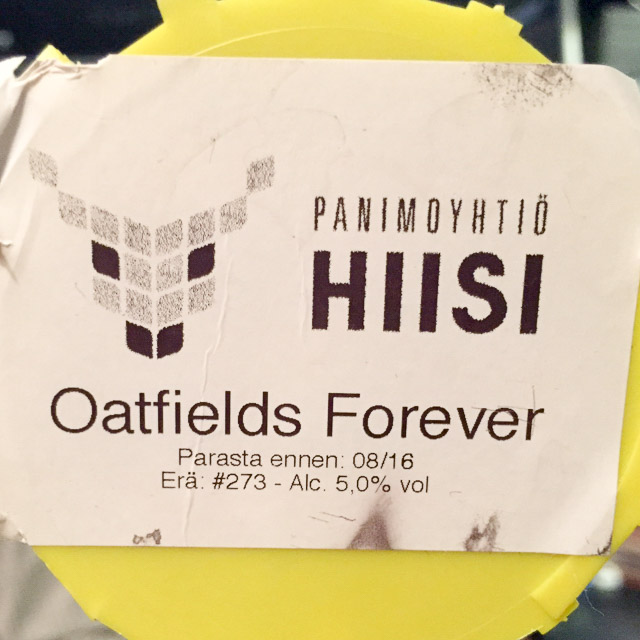 PANIMOYHTIÖ
HIISI
Oatfields Forever
Parasta ennen: 08/16
Erä: #273 - Alc. 5,0% vol